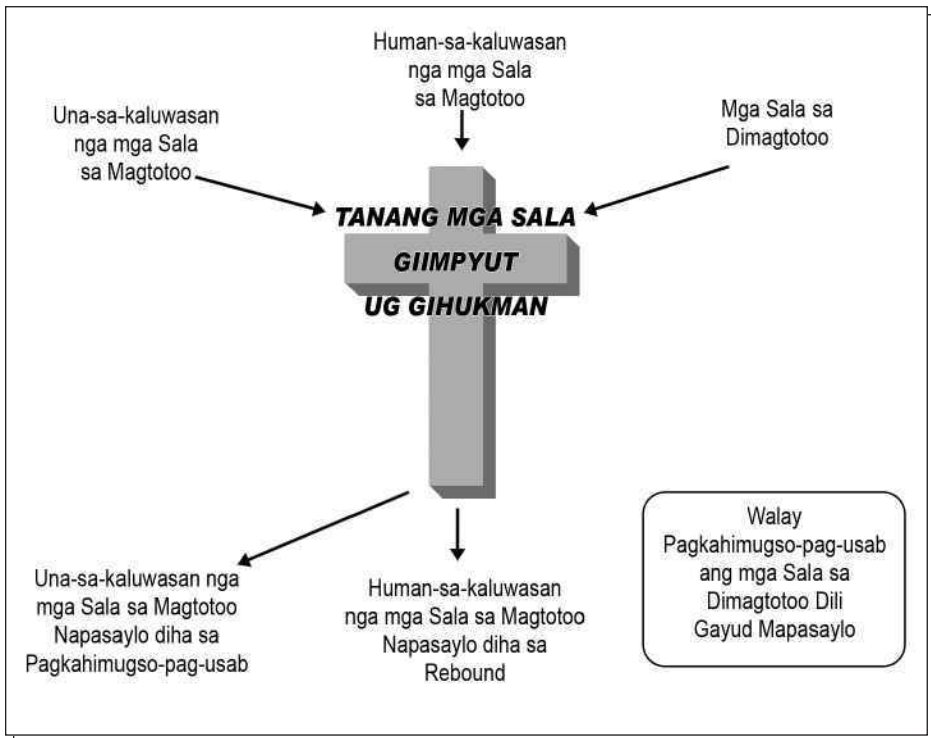 Human-sa-kaluwasan
nga mga Sala
sa Magtotoo
Una-sa-kaluwasan
nga mga Sala
sa Magtotoo
Mga Sala sa
Dimagtotoo
TANANG MGA SALA
GIIMPYUT
UG GIHUKMAN
Una-sa-kaluwasan nga
mga Sala sa Magtotoo
Napasaylo diha sa
Pagkahimugso-pag-usab
Human-sa-kaluwasan
nga mga Sala sa Magtotoo
Napasaylo diha sa
Rebound
Walay
Pagkahimugso-pag-usab
ang mga Sala sa
Dimagtotoo Dili
Gayud Mapasaylo